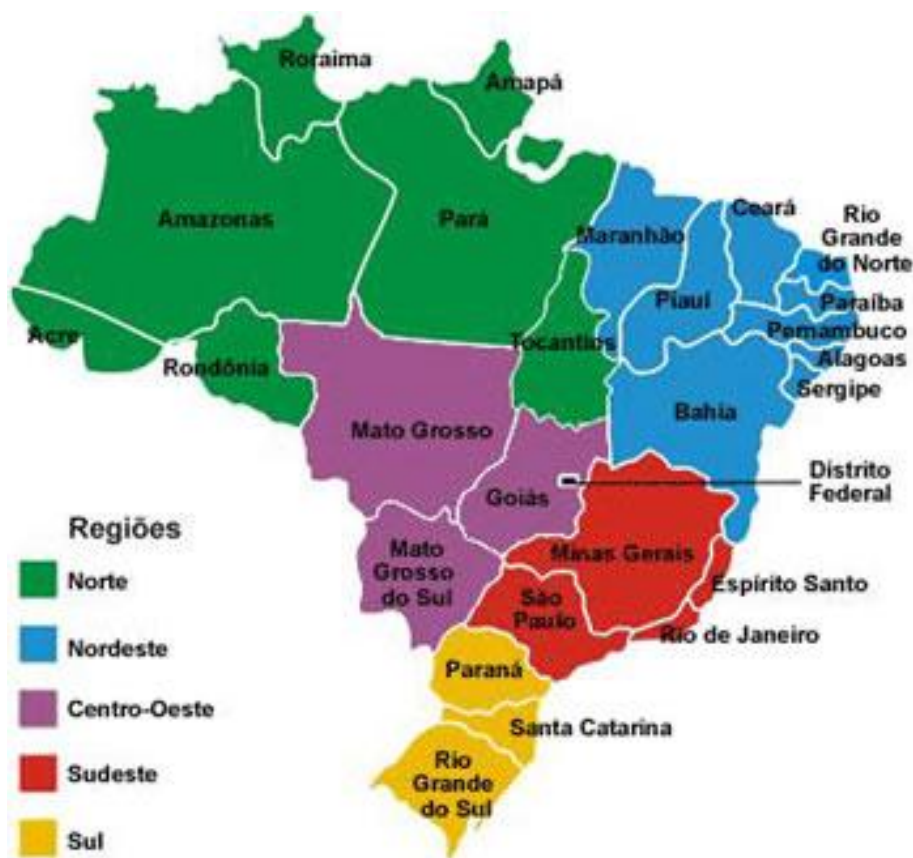 Roraima
Amapá
Amazonas
Pará
Maranhão
Ceará
Rio
Grande
do Norte
Piauí
Paraíba
Pernambuco
Acre
Rondônia
Tocantins
Alagoas
Sergipe
Bahia
Mato Grosso
Goiás
Distrito
Federal
Regiões
Mato
Grosso
do Sul
Minas Gerais
Norte
Espírito Santo
São
Paulo
Rio de Janeiro
Nordeste
Paraná
Centro-Oeste
Santa Catarina
Sudeste
Rio
Grande
do Sul
Sul